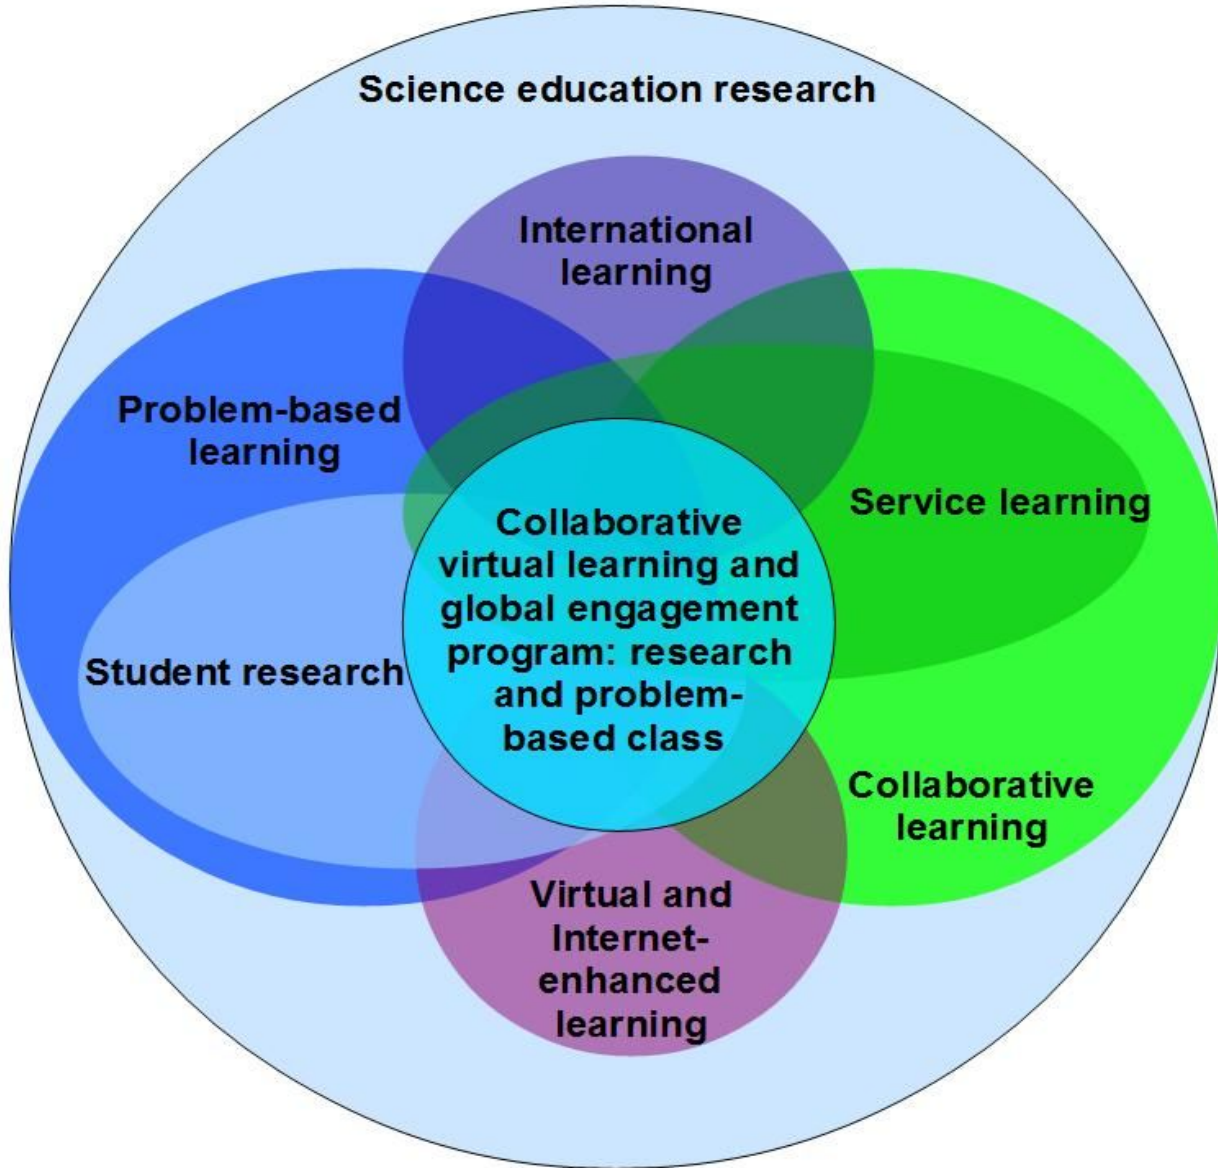 Science education research
International
learning
Problem-based
learning
Service learning
Collaborative
virtual learning and
global engagement
program: research
and problem-
based class
Student research
Collaborative
learning
Virtual and
Internet-
enhanced
learning